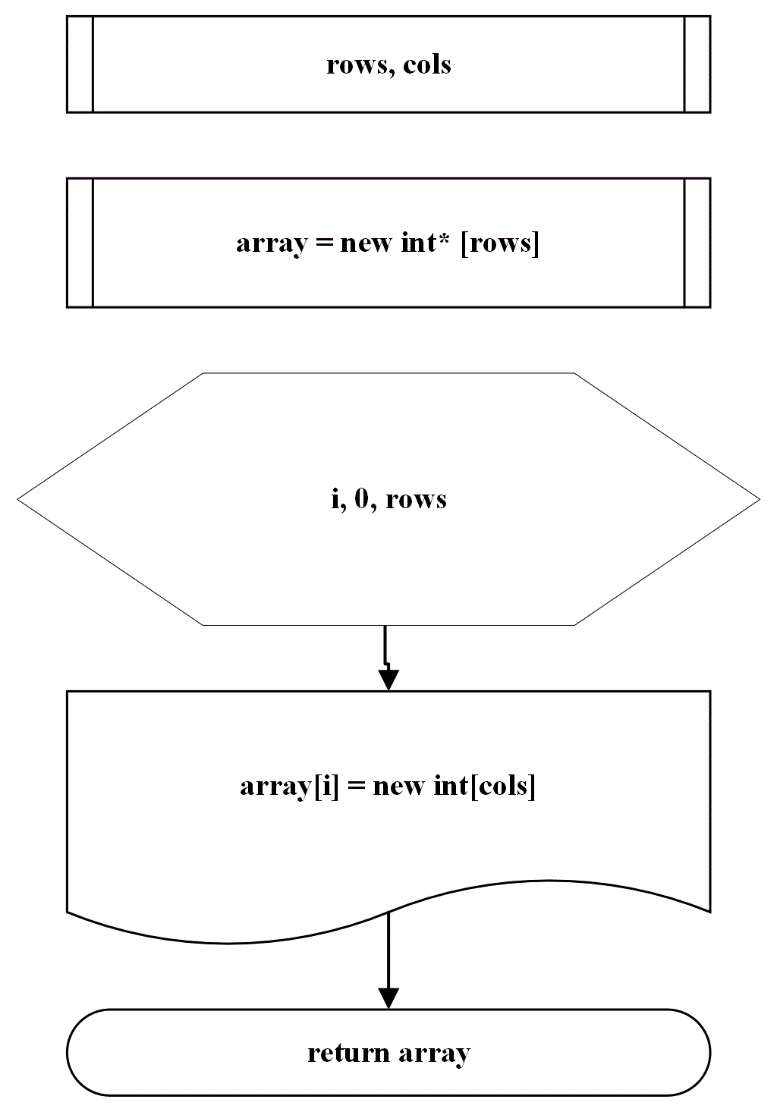 rows, cols
array = new int* [rows]
i, 0, rows
array[i] = new int[cols]
return array